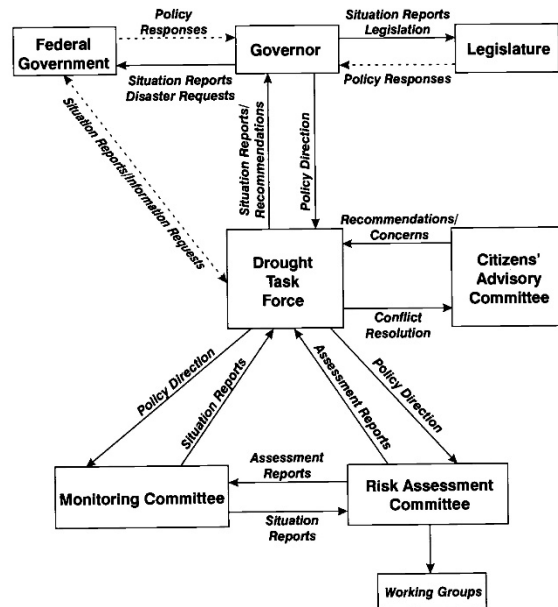 Policy
Responses
Situation Reports
Legislation
Federal
Government
Governor
Legislature
Situation Reports
Disaster Requests
Policy Responses
Situation Reports/Information Requests
Situation Reports/
Recommendations
Policy Direction
Recommendations/
Concerns
Drought
Task
Force
Citizens'
Advisory
Committee
Conflict
Resolution
Policy Direction
Situation Reports
Assessment Reports
Policy Direction
Assessment
Reports
Monitoring Committee
Risk Assessment
Committee
Situation
Reports
Working Groups